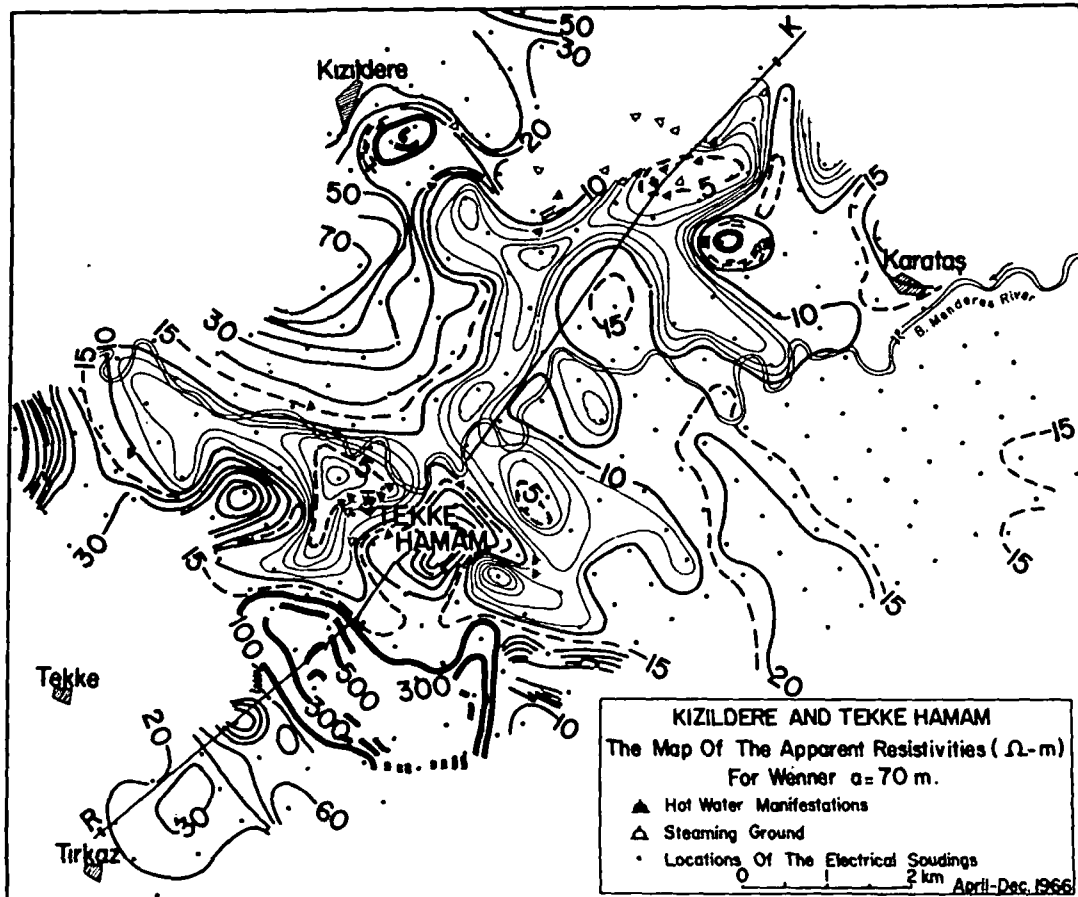 50
30
K
Kızıldere
20
50
10
5
15
70
Karataş
B. Menderes River
30
15
10
15
10
15
15
10
5
5
30
TEKKE
HAMAM
15
15
15
100
500
300
300
15
20
Tekke
20
10
60
30
R
Tırkaz
KIZILDERE AND TEKKE HAMAM
The Map Of The Apparent Resistivities (Ω-m)
For Wenner a=70 m.
Hot Water Manifestations
Steaming Ground
Locations Of The Electrical Soudings
0 2 km
April-Dec. 1966